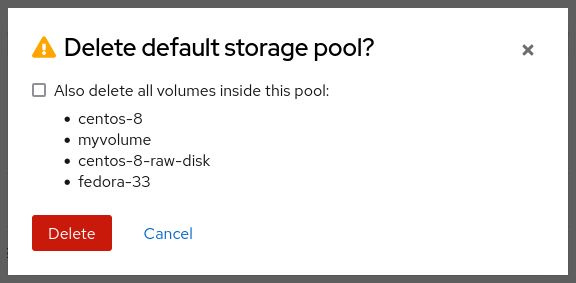 Delete default storage pool?
Also delete all volumes inside this pool:
centos-8
myvolume
centos-8-raw-disk
fedora-33
Delete
Cancel